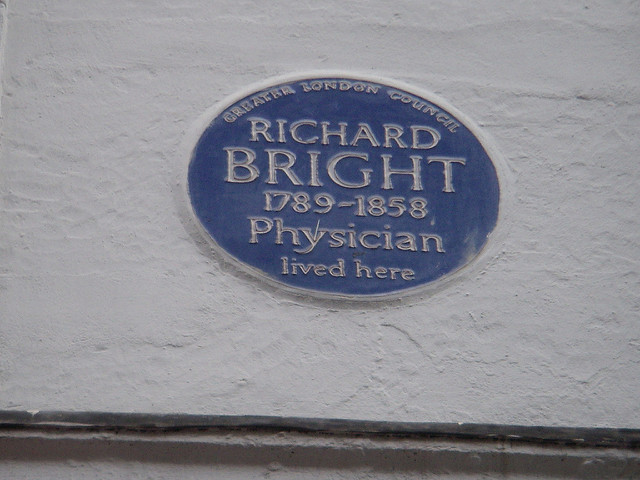 GREATER LONDON COUNCIL
RICHARD
BRIGHT
1789-1858
Physician
lived here